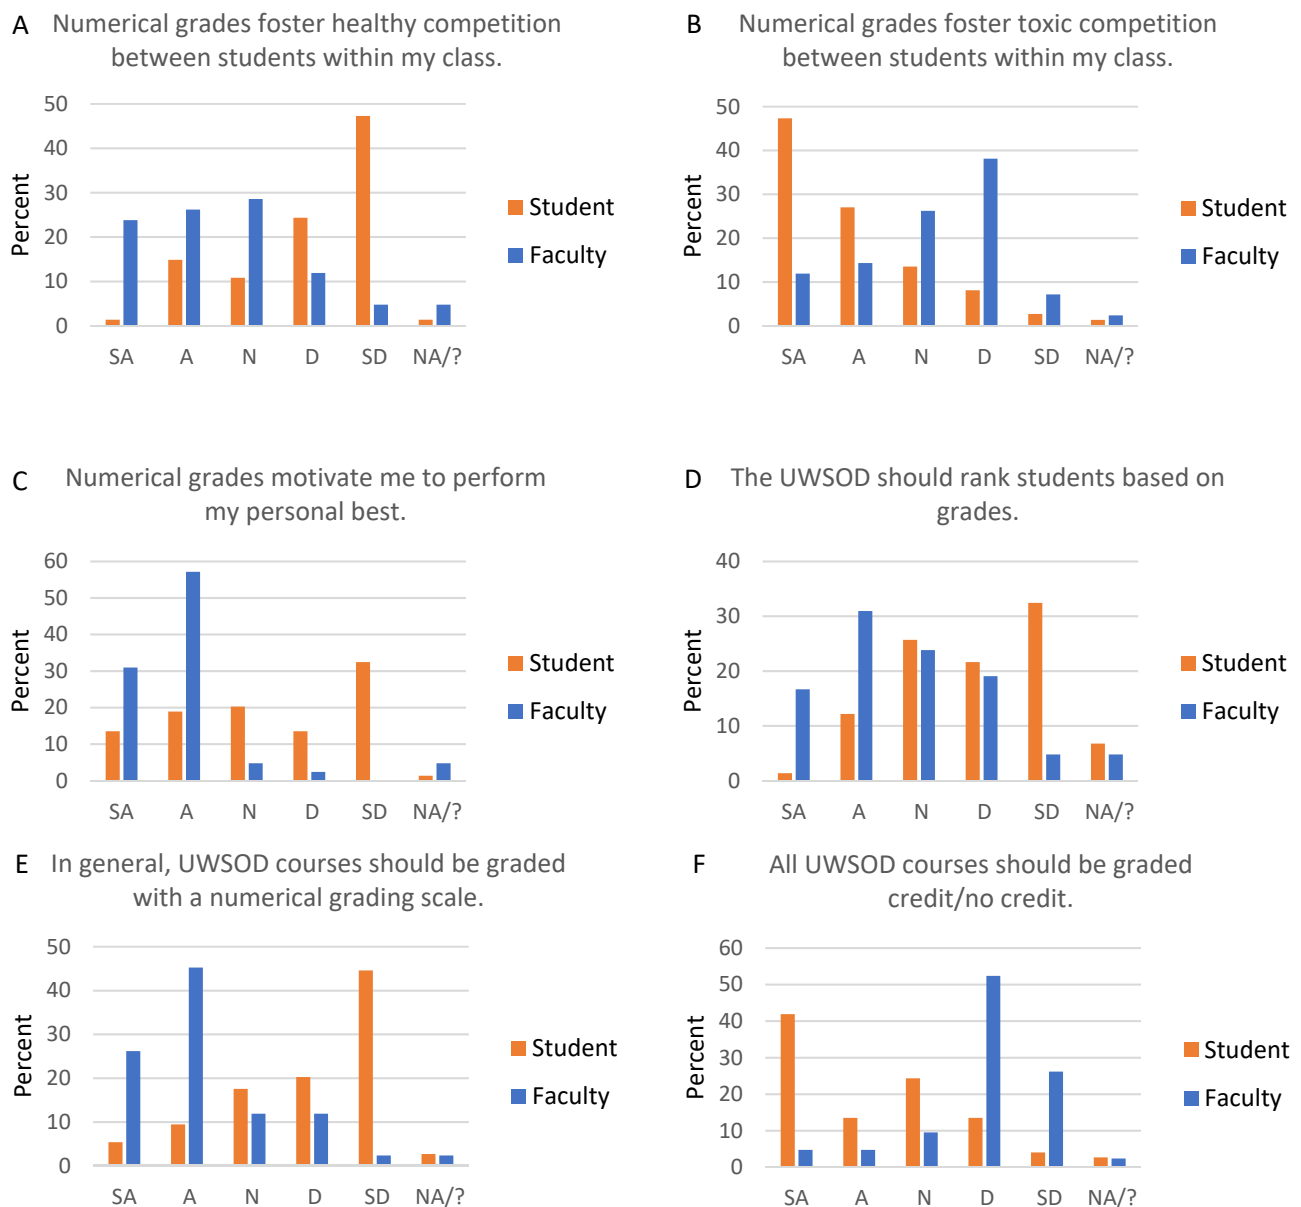 A Numerical grades foster healthy competition
between students within my class.
50
40
30
20
10
0
Percent
SA A N D SD NA/?
Student
Faculty
B Numerical grades foster toxic competition
between students within my class.
50
40
30
20
10
0
Percent
SA A N D SD NA/?
Student
Faculty
C Numerical grades motivate me to perform
my personal best.
60
50
40
30
20
10
0
Percent
SA A N D SD NA/?
Student
Faculty
D The UWSOD should rank students based on
grades.
40
30
20
10
0
Percent
SA A N D SD NA/?
Student
Faculty
E In general, UWSOD courses should be graded
with a numerical grading scale.
50
40
30
20
10
0
Percent
SA A N D SD NA/?
Student
Faculty
F All UWSOD courses should be graded
credit/no credit.
60
50
40
30
20
10
0
Percent
SA A N D SD NA/?
Student
Faculty